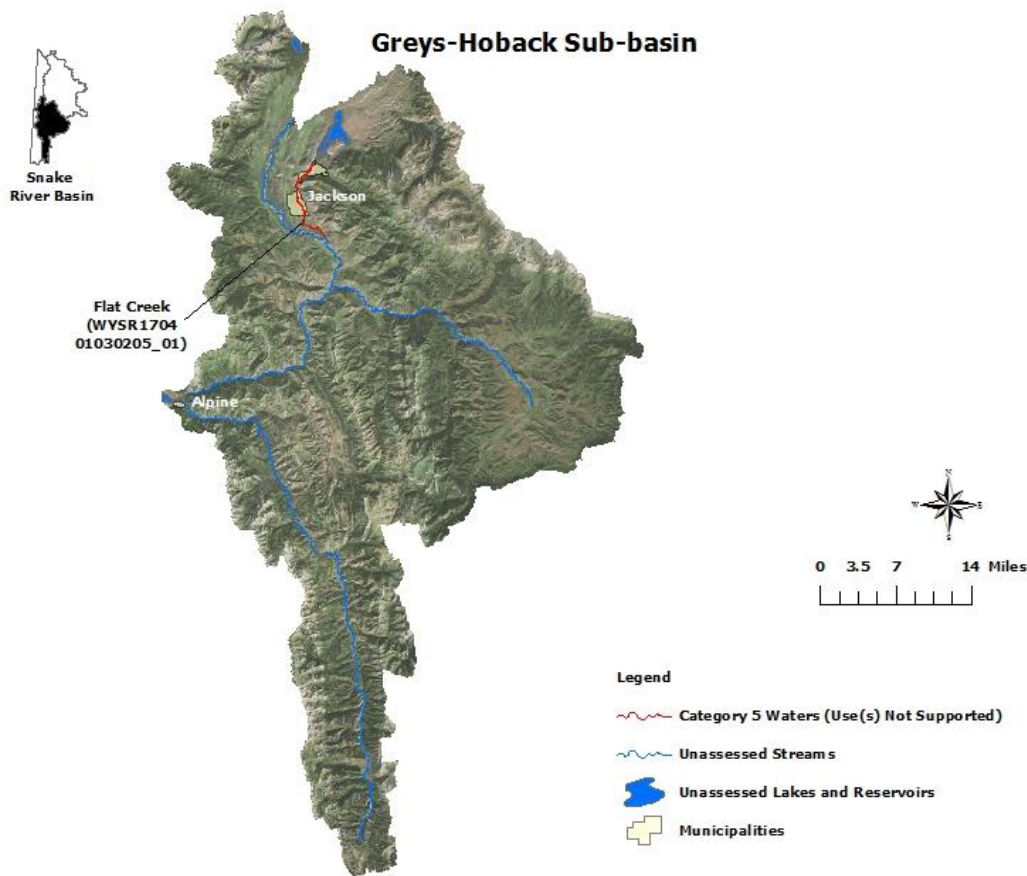 Greys-Hoback Sub-basin
Snake
River Basin
Jackson
Flat Creek
(WYSR1704
01030205_01)
Alpine
N
W E
S
0 3.5 7 14 Miles
Legend
Category 5 Waters (Use(s) Not Supported)
Unassessed Streams
Unassessed Lakes and Reservoirs
Municipalities